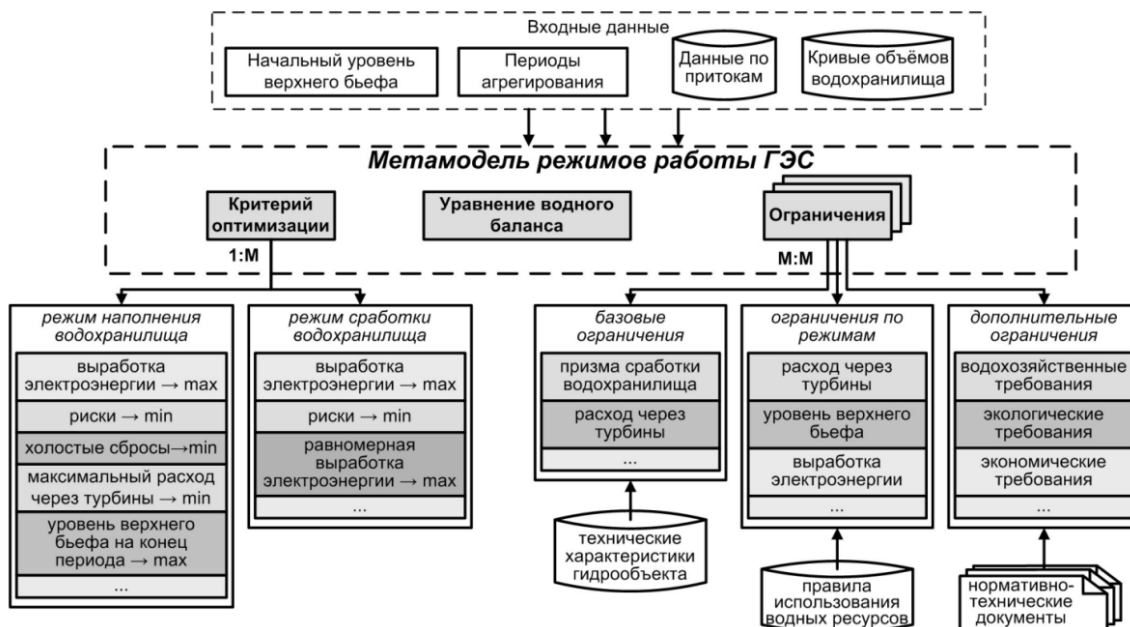 Входные данные
Начальный уровень
верхнего бьефа
Периоды
агрегирования
Данные по
притокам
Кривые объёмов
водохранилища
Метамодель режимов работы ГЭС
Критерий
оптимизации
Уравнение водного
баланса
Ограничения
1:М
М:М
режим наполнения
водохранилища
выработка
электроэнергии → max
риски → min
холостые сбросы→min
максимальный расход
через турбины → min
уровень верхнего
бьефа на конец
периода → max
...
режим сработки
водохранилища
выработка
электроэнергии → max
риски → min
равномерная
выработка
электроэнергии → max
...
базовые
ограничения
призма сработки
водохранилища
расход через
турбины
...
технические
характеристики
гидрообъекта
ограничения по
режимам
расход через
турбины
уровень верхнего
бьефа
выработка
электроэнергии
...
правила
использования
водных ресурсов
дополнительные
ограничения
водохозяйственные
требования
экологические
требования
экономические
требования
...
нормативно-
технические
документы